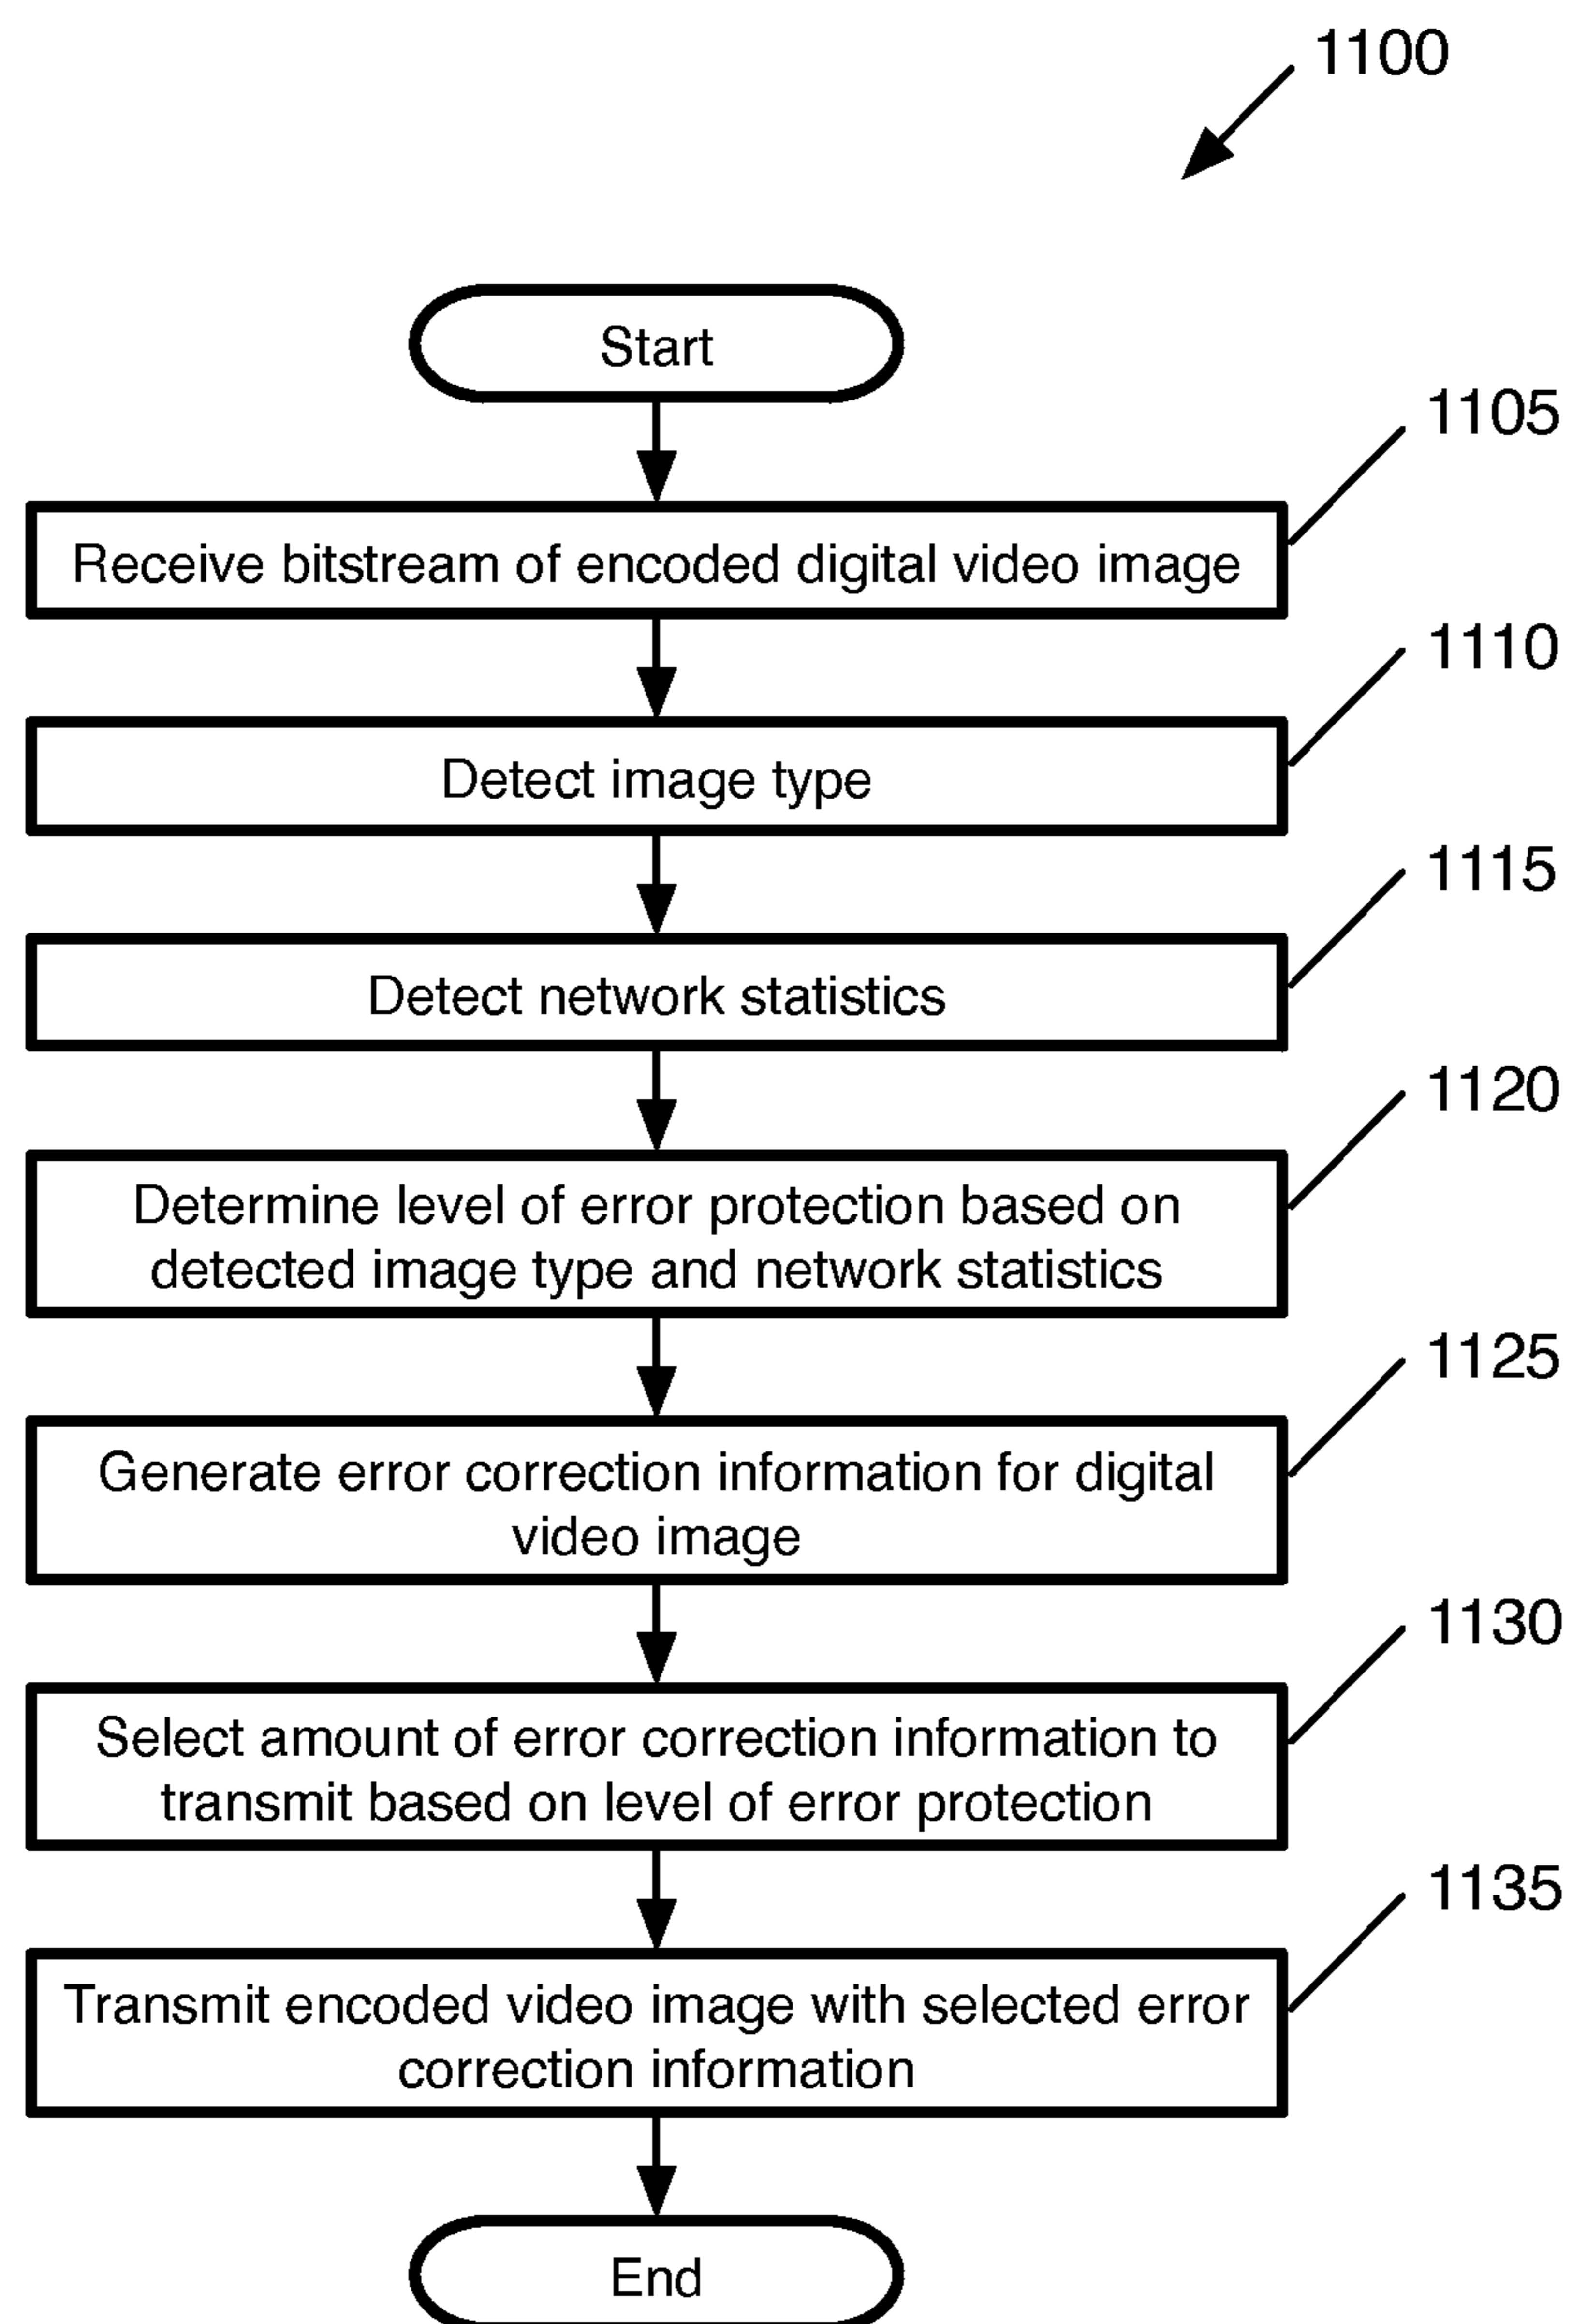 1100
Start
1105
Receive bitstream of encoded digital video image
1110
Detect image type
1115
Detect network statistics
1120
Determine level of error protection based on
detected image type and network statistics
1125
Generate error correction information for digital
video image
1130
Select amount of error correction information to
transmit based on level of error protection
1135
Transmit encoded video image with selected error
correction information
End